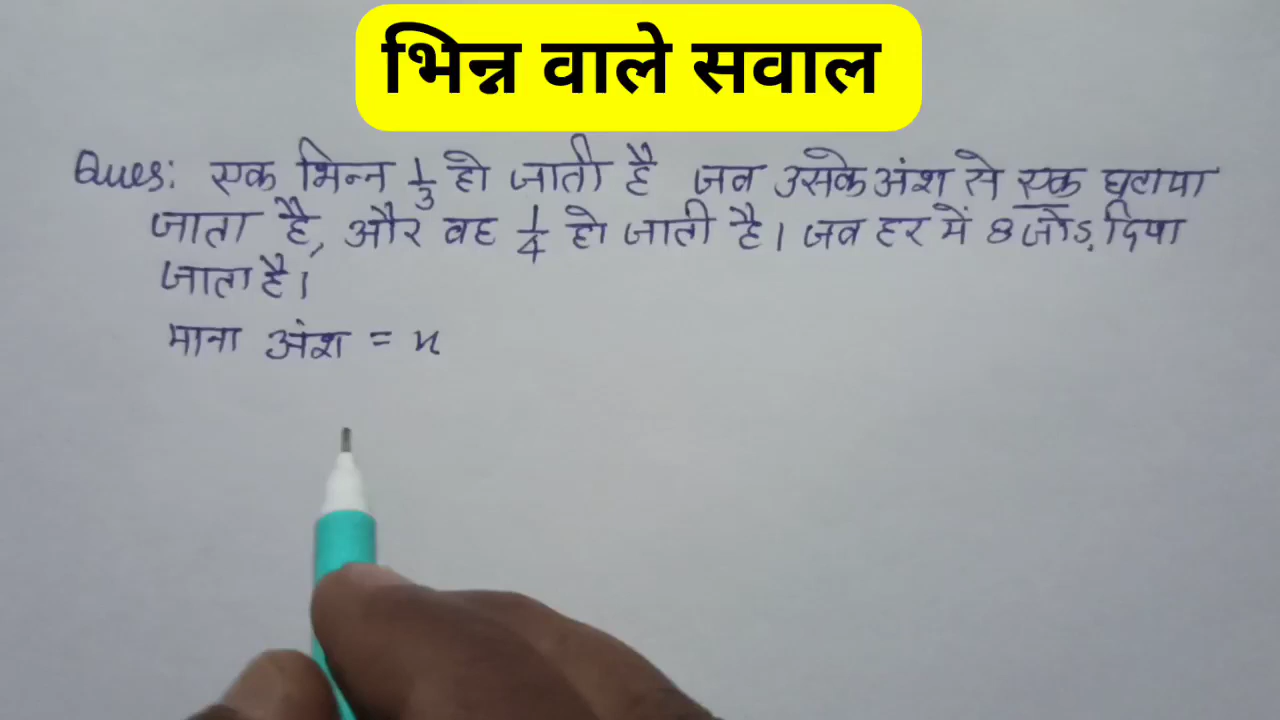 भिन्न वाले सवाल
Ques: एक भिन्न 1/3 हो जाती है जब उसके अंश से एक घटाया
जाता है, और वह 1/4 हो जाती है। जब हर में 8 जोड़ दिया
जाता है।
माना अंश = x